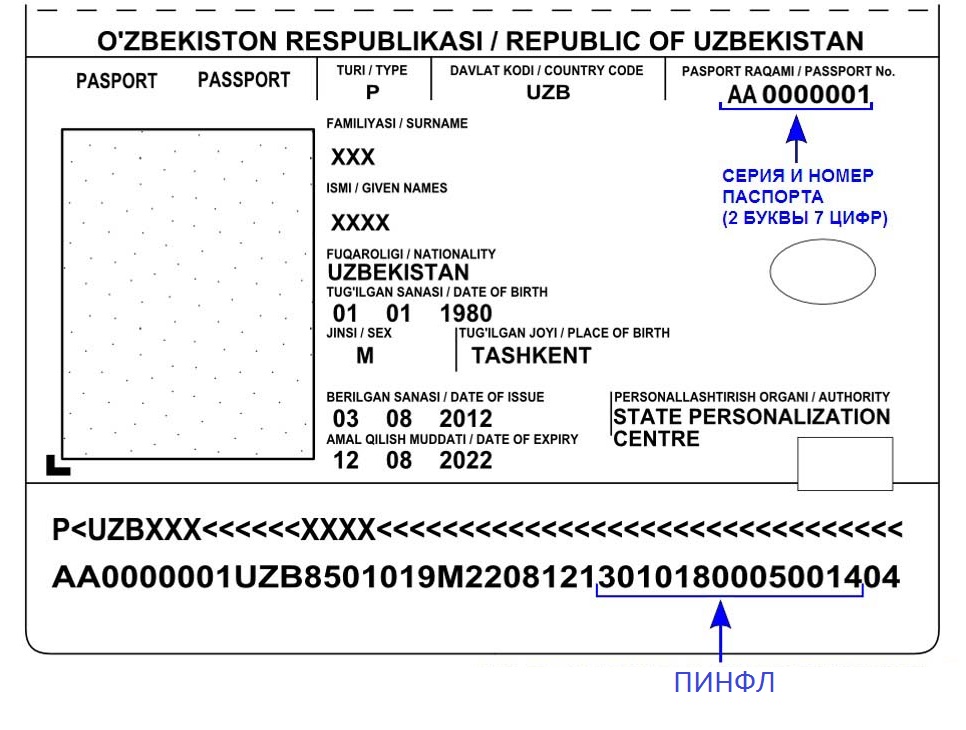 O'ZBEKISTON RESPUBLIKASI / REPUBLIC OF UZBEKISTAN
PASPORT PASSPORT
TURI / TYPE
P
DAVLAT KODI / COUNTRY CODE
UZB
PASPORT RAQAMI / PASSPORT No.
AA 0000001
СЕРИЯ И НОМЕР
ПАСПОРТА
(2 БУКВЫ 7 ЦИФР)
FAMILIYASI / SURNAME
XXX
ISMI / GIVEN NAMES
XXXX
FUQAROLIGI / NATIONALITY
UZBEKISTAN
TUG'ILGAN SANASI / DATE OF BIRTH
01 01 1980
JINSI / SEX
M
TUG'ILGAN JOYI / PLACE OF BIRTH
TASHKENT
BERILGAN SANASI / DATE OF ISSUE
03 08 2012
AMAL QILISH MUDDATI / DATE OF EXPIRY
12 08 2022
PERSONALLASHTIRISH ORGANI / AUTHORITY
STATE PERSONALIZATION
CENTRE
P<UZBXXX<<<<<<XXXX<<<<<<<<<<<<<<<<<<<<<<<<<<<<<<<<
AA0000001UZB8501019M22081213010180005001404
ПИНФЛ